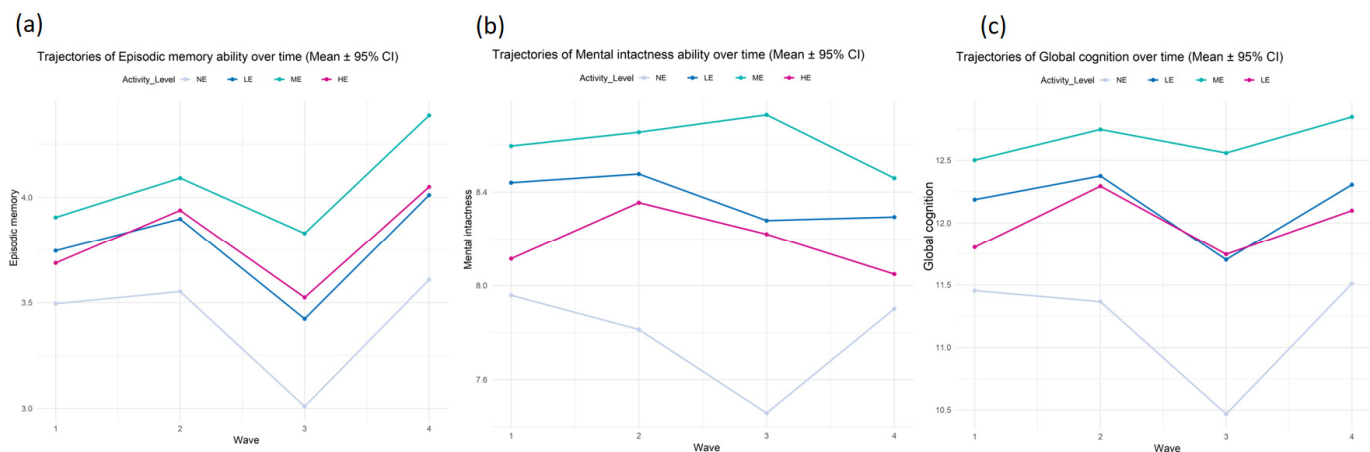 (a)
Trajectories of Episodic memory ability over time (Mean ± 95% CI)
Activity_Level NE LE ME HE
Episodic memory
4.0
3.5
3.0
1 2 3 4
Wave
(b)
Trajectories of Mental intactness ability over time (Mean ± 95% CI)
Activity_Level NE LE ME HE
Mental intactness
8.4
8.0
7.6
1 2 3 4
Wave
(c)
Trajectories of Global cognition over time (Mean ± 95% CI)
Activity_Level NE LE ME LE
Global cognition
12.5
12.0
11.5
11.0
10.5
1 2 3 4
Wave